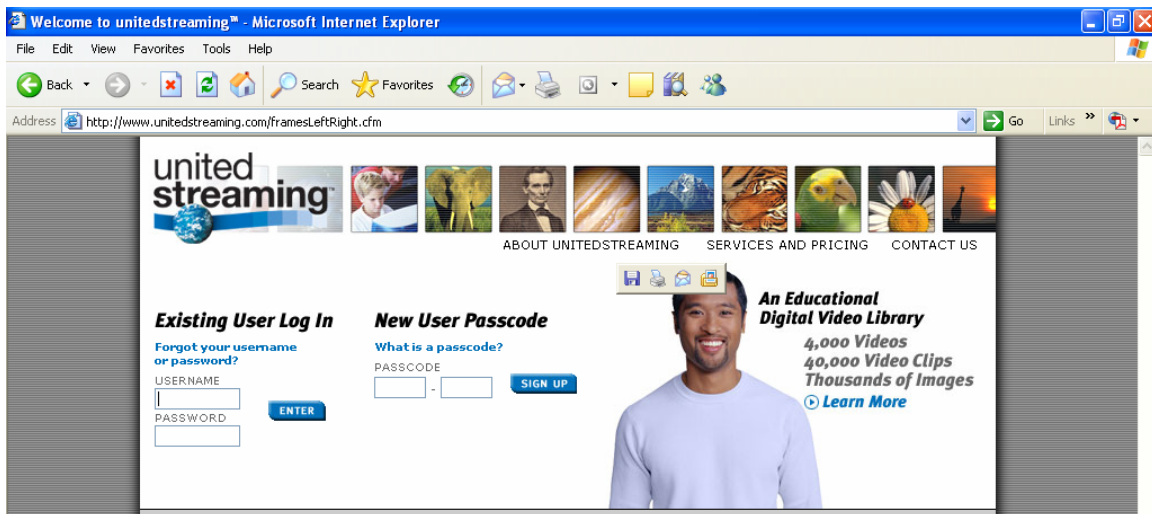 Welcome to unitedstreaming™ - Microsoft Internet Explorer
File Edit View Favorites Tools Help
Back Search Favorites
Address http://www.unitedstreaming.com/framesLeftRight.cfm Go Links »
united
streaming™
ABOUT UNITEDSTREAMING SERVICES AND PRICING CONTACT US
An Educational
Digital Video Library
4,000 Videos
40,000 Video Clips
Thousands of Images
Learn More
Existing User Log In
Forgot your username
or password?
USERNAME
PASSWORD
ENTER
New User Passcode
What is a passcode?
PASSCODE
-
SIGN UP